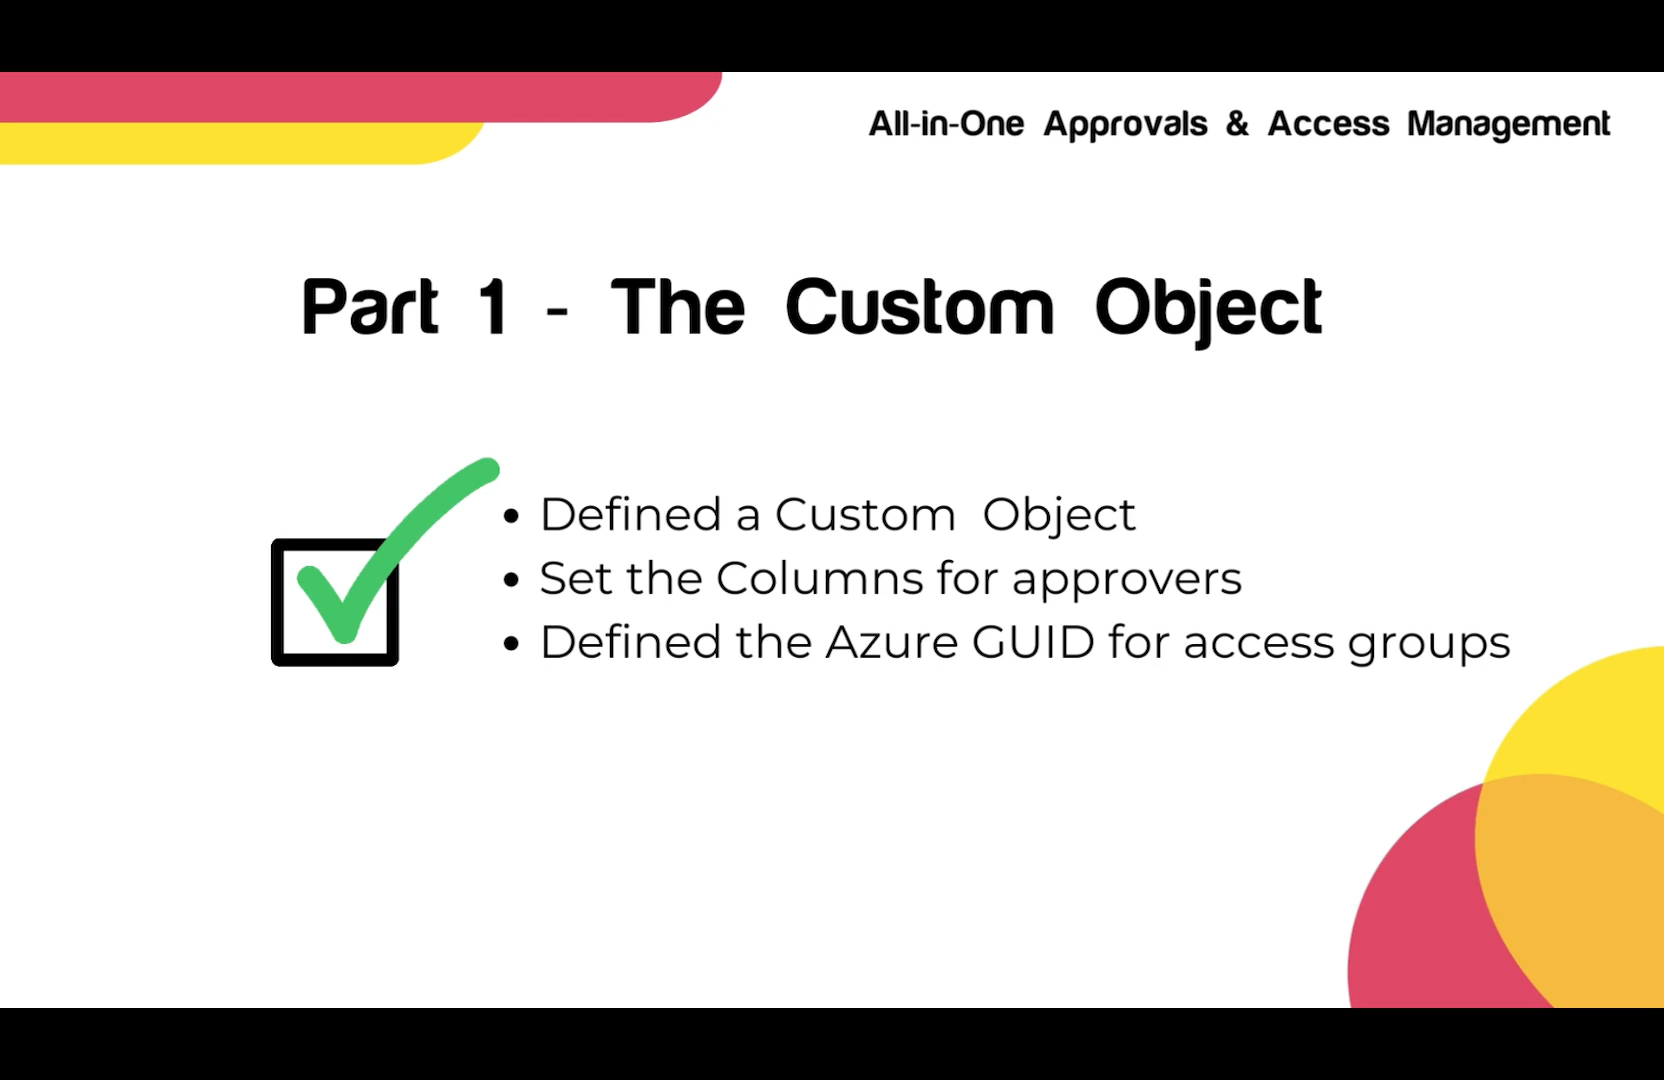 All-in-One Approvals & Access Management
Part 1 - The Custom Object
• Defined a Custom Object
• Set the Columns for approvers
• Defined the Azure GUID for access groups